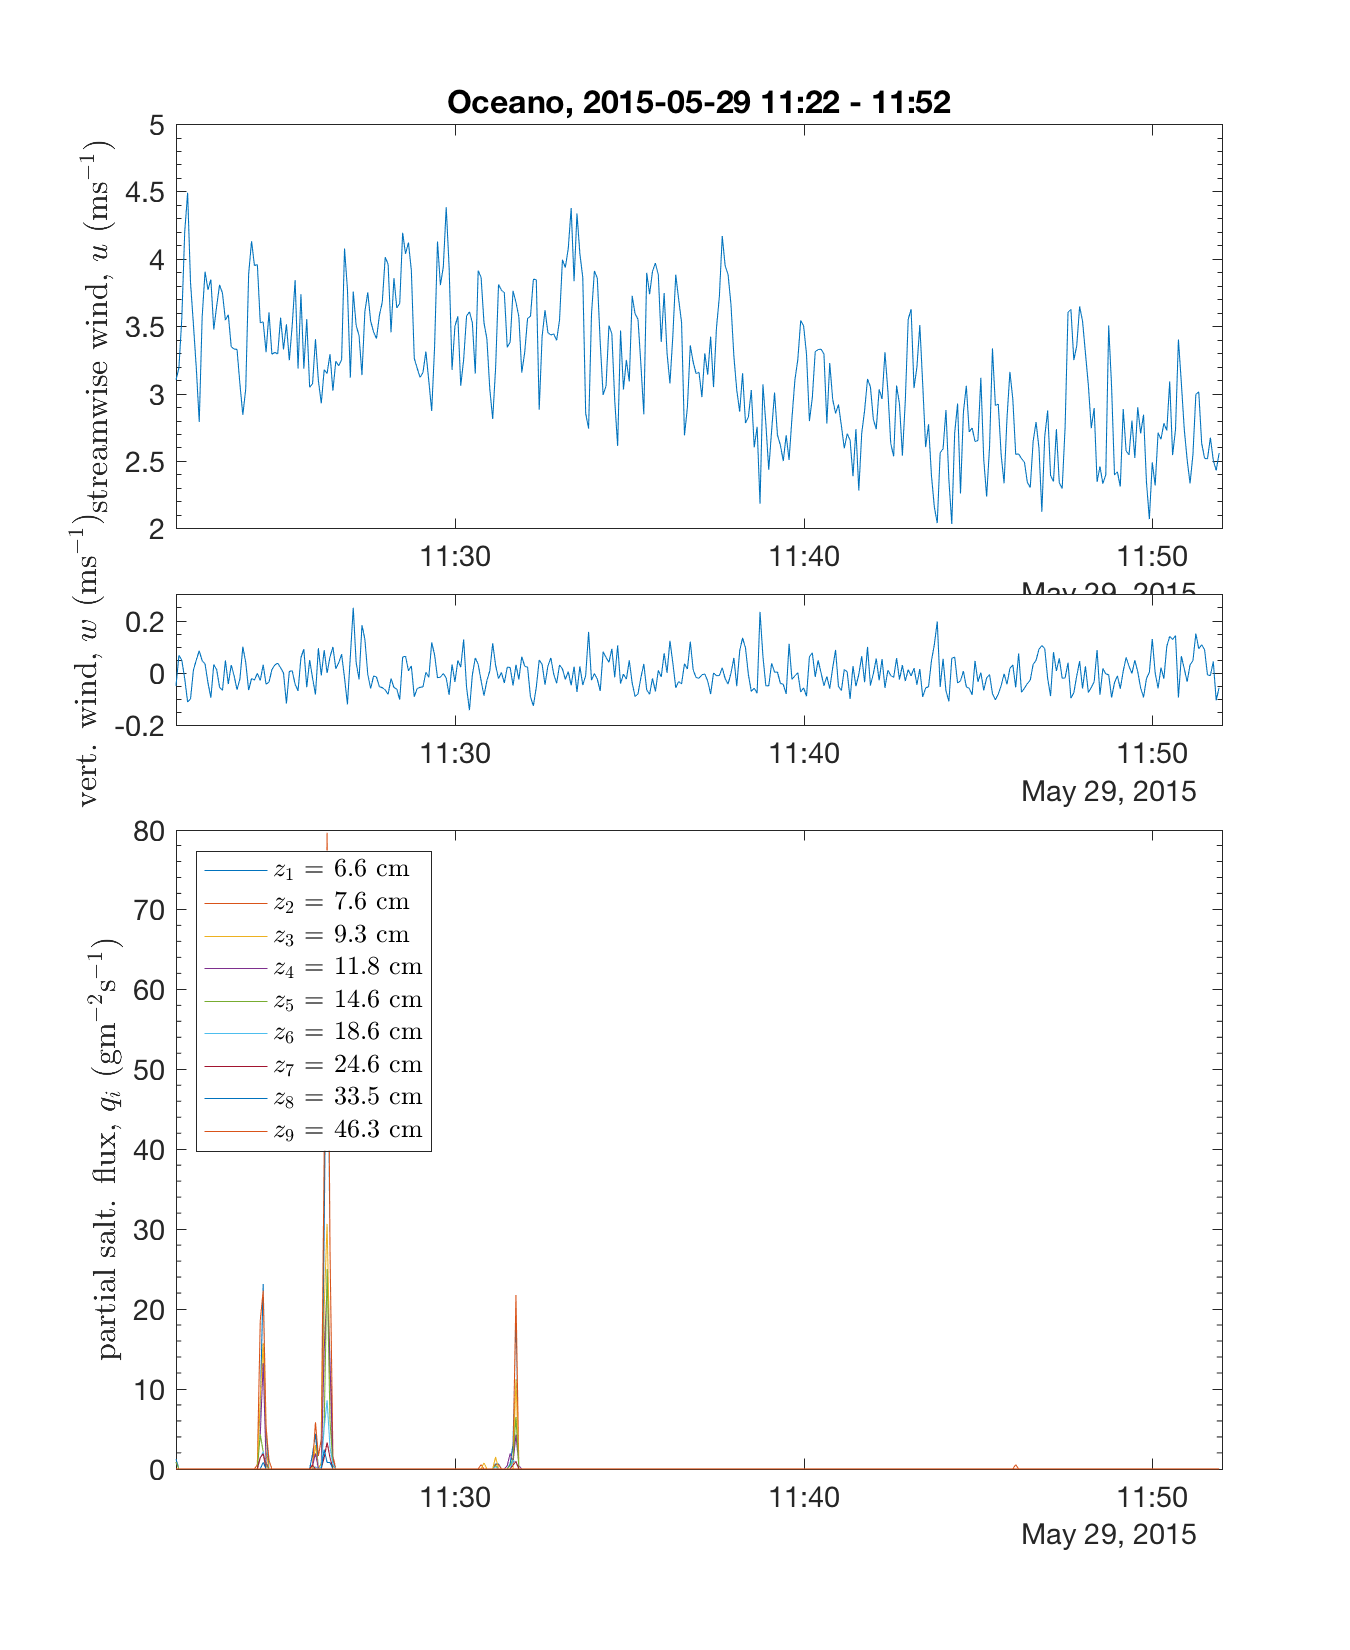 Oceano, 2015-05-29 11:22 - 11:52
streamwise wind, u (ms⁻¹)
5
4.5
4
3.5
3
2.5
2
11:30 11:40 11:50
May 29, 2015
vert. wind, w (ms⁻¹)
0.2
0
-0.2
11:30 11:40 11:50
May 29, 2015
partial salt. flux, qᵢ (gm⁻²s⁻¹)
80
70
60
50
40
30
20
10
0
z₁ = 6.6 cm
z₂ = 7.6 cm
z₃ = 9.3 cm
z₄ = 11.8 cm
z₅ = 14.6 cm
z₆ = 18.6 cm
z₇ = 24.6 cm
z₈ = 33.5 cm
z₉ = 46.3 cm
11:30 11:40 11:50
May 29, 2015